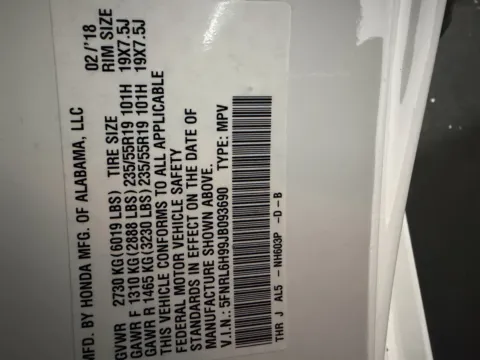 MFD. BY HONDA MFG. OF ALABAMA, LLC 02/'18
GVWR 2730 KG(6019 LBS) TIRE SIZE RIM SIZE
GAWR F 1310 KG (2888 LBS) 235/55R19 101H 19X7.5J
GAWR R 1465 KG (3230 LBS) 235/55R19 101H 19X7.5J
THIS VEHICLE CONFORMS TO ALL APPLICABLE
FEDERAL MOTOR VEHICLE SAFETY
STANDARDS IN EFFECT ON THE DATE OF
MANUFACTURE SHOWN ABOVE.
V.I.N.: 5FNRL6H99JB093690 TYPE: MPV
THR J AL5 - NH603P -D-B